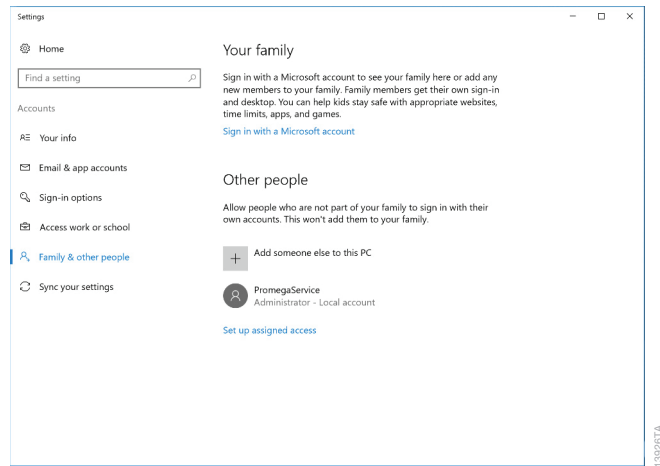 Settings
Home
Find a setting
Accounts
Your info
Email & app accounts
Sign-in options
Access work or school
Family & other people
Sync your settings
Your family
Sign in with a Microsoft account to see your family here or add any
new members to your family. Family members get their own sign-in
and desktop. You can help kids stay safe with appropriate websites,
time limits, apps, and games.
Sign in with a Microsoft account
Other people
Allow people who are not part of your family to sign in with their
own accounts. This won't add them to your family.
Add someone else to this PC
PromegaService
Administrator - Local account
Set up assigned access
13926TA